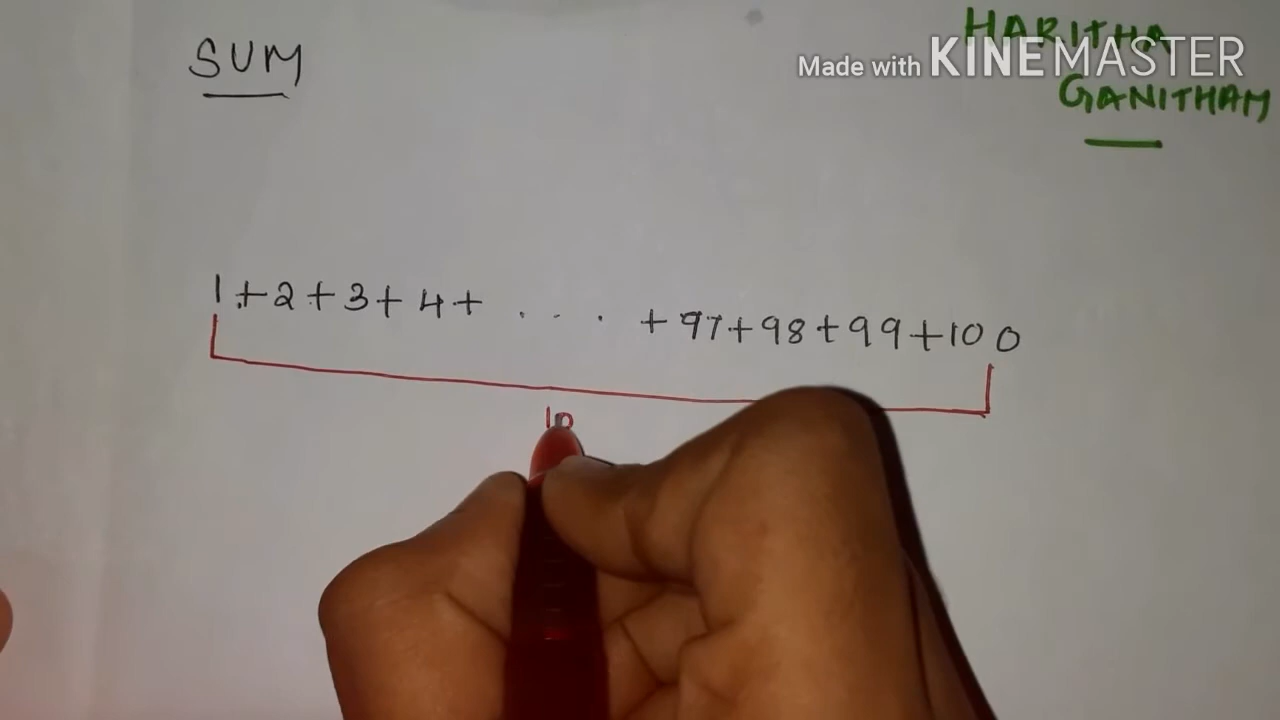 SUM
HARITHA
Made with KINEMASTER
GANITHAM
1+2+3+4+ . . . +97+98+99+100
10